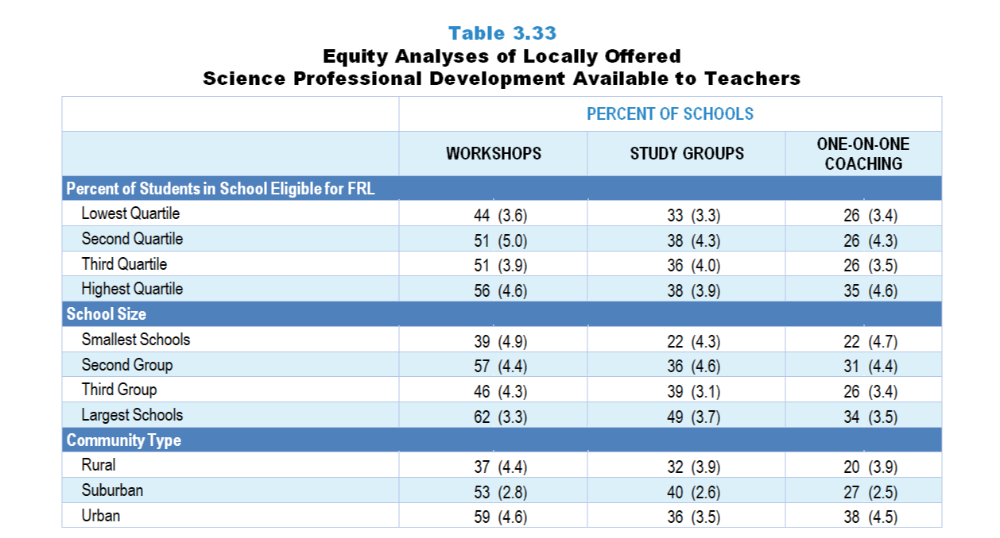 Table 3.33
Equity Analyses of Locally Offered
Science Professional Development Available to Teachers
PERCENT OF SCHOOLS
WORKSHOPS STUDY GROUPS ONE-ON-ONE COACHING
Percent of Students in School Eligible for FRL
Lowest Quartile 44 (3.6) 33 (3.3) 26 (3.4)
Second Quartile 51 (5.0) 38 (4.3) 26 (4.3)
Third Quartile 51 (3.9) 36 (4.0) 26 (3.5)
Highest Quartile 56 (4.6) 38 (3.9) 35 (4.6)
School Size
Smallest Schools 39 (4.9) 22 (4.3) 22 (4.7)
Second Group 57 (4.4) 36 (4.6) 31 (4.4)
Third Group 46 (4.3) 39 (3.1) 26 (3.4)
Largest Schools 62 (3.3) 49 (3.7) 34 (3.5)
Community Type
Rural 37 (4.4) 32 (3.9) 20 (3.9)
Suburban 53 (2.8) 40 (2.6) 27 (2.5)
Urban 59 (4.6) 36 (3.5) 38 (4.5)